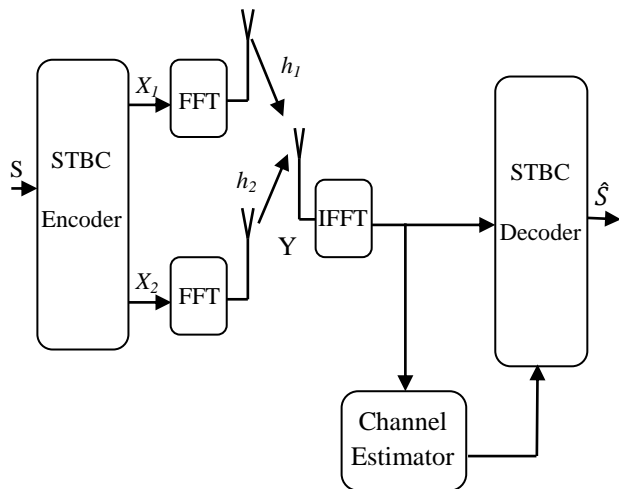 S
STBC
Encoder
X1
FFT
h1
X2
FFT
h2
Y
IFFT
STBC
Decoder
Ŝ
Channel
Estimator